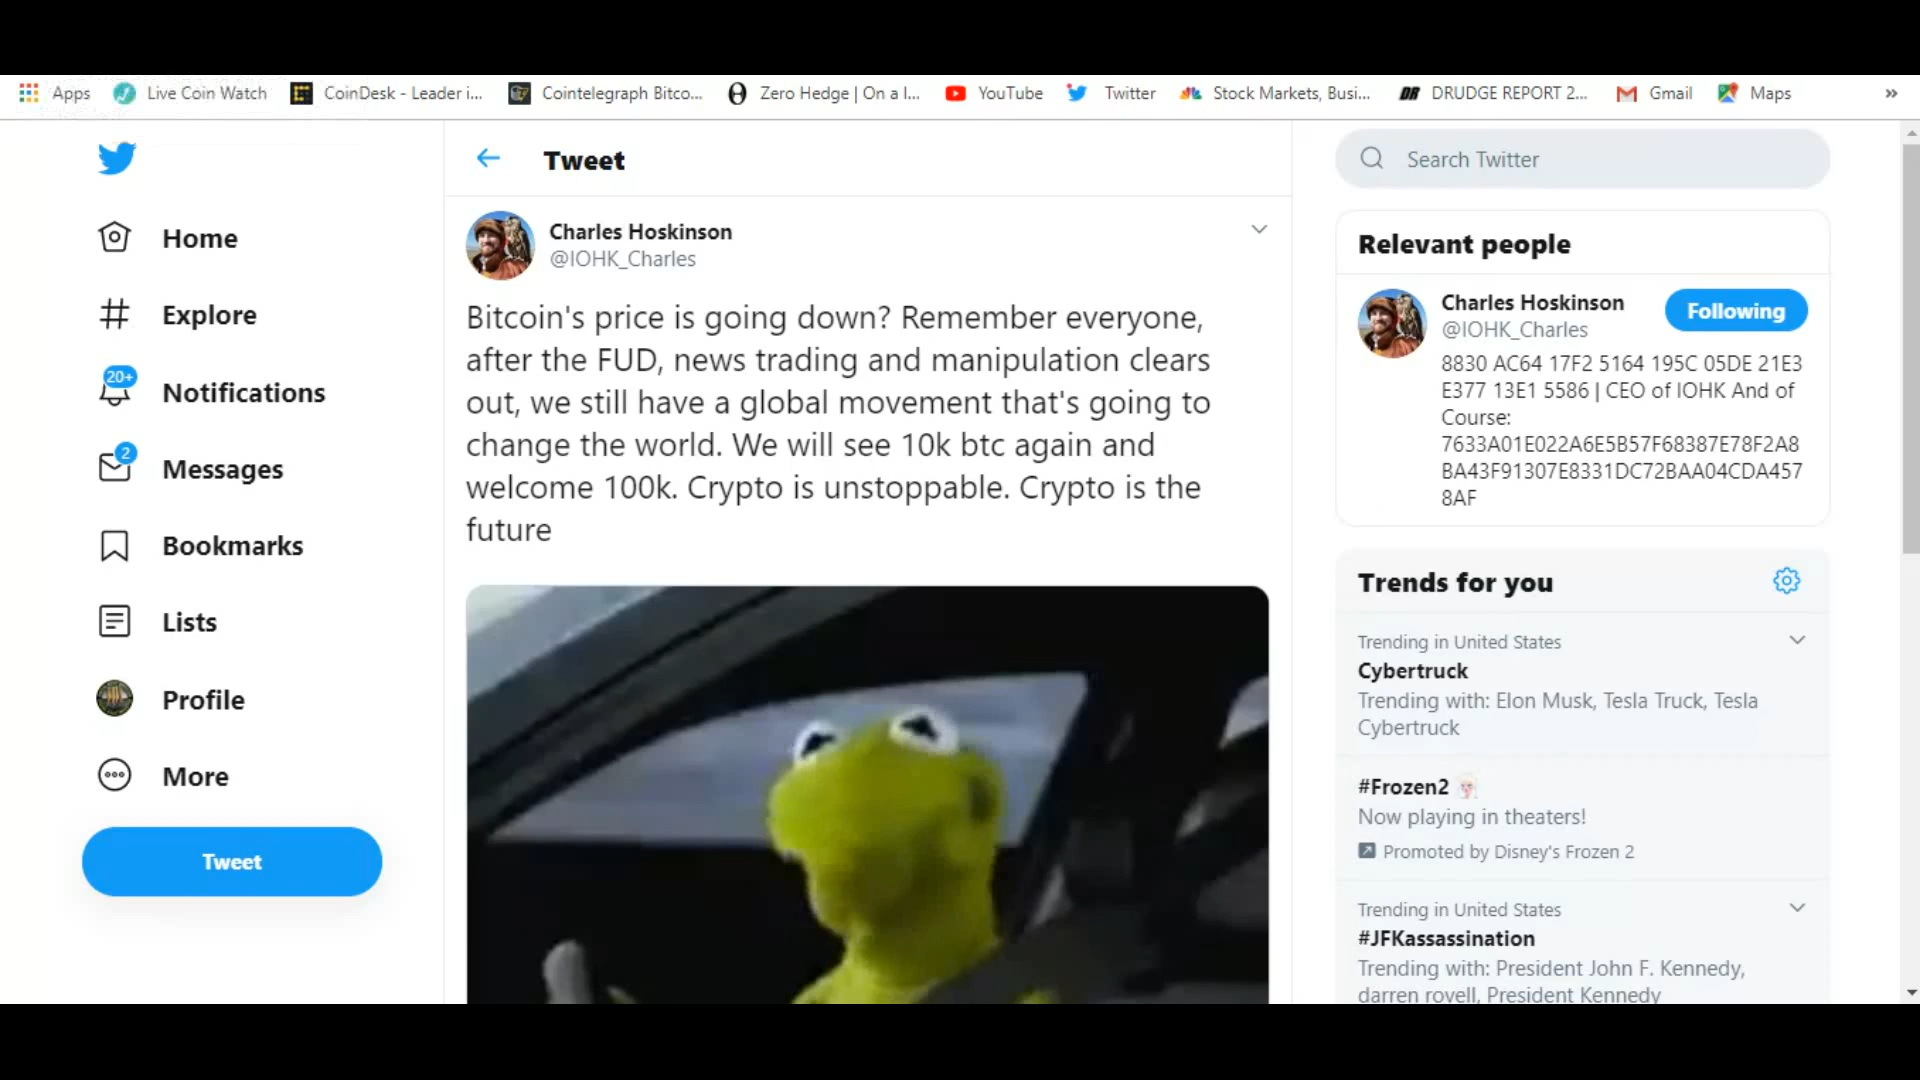 Apps Live Coin Watch CoinDesk - Leader i... Cointelegraph Bitco... Zero Hedge | On a l... YouTube Twitter Stock Markets, Busi... DRUDGE REPORT 2... Gmail Maps »
Home
Explore
20+
Notifications
2
Messages
Bookmarks
Lists
Profile
More
Tweet
Tweet
Charles Hoskinson
@IOHK_Charles
Bitcoin's price is going down? Remember everyone,
after the FUD, news trading and manipulation clears
out, we still have a global movement that's going to
change the world. We will see 10k btc again and
welcome 100k. Crypto is unstoppable. Crypto is the
future
Search Twitter
Relevant people
Charles Hoskinson
@IOHK_Charles
Following
8830 AC64 17F2 5164 195C 05DE 21E3
E377 13E1 5586 | CEO of IOHK And of
Course:
7633A01E022A6E5B57F68387E78F2A8
BA43F91307E8331DC72BAA04CDA457
8AF
Trends for you
Trending in United States
Cybertruck
Trending with: Elon Musk, Tesla Truck, Tesla
Cybertruck
#Frozen2
Now playing in theaters!
Promoted by Disney's Frozen 2
Trending in United States
#JFKassassination
Trending with: President John F. Kennedy,
darren rovell, President Kennedy